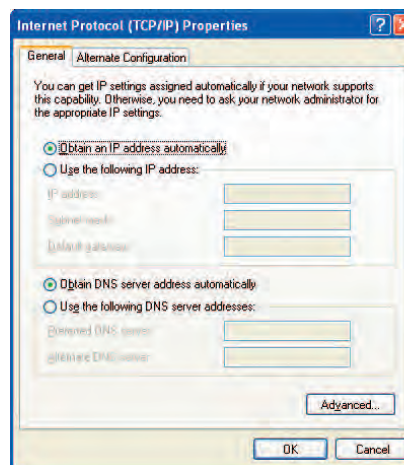 Internet Protocol (TCP/IP) Properties
General Alternate Configuration
You can get IP settings assigned automatically if your network supports
this capability. Otherwise, you need to ask your network administrator for
the appropriate IP settings.
Obtain an IP address automatically
Use the following IP address:
IP address:
Subnet mask:
Default gateway:
Obtain DNS server address automatically
Use the following DNS server addresses:
Preferred DNS server:
Alternate DNS server:
Advanced...
OK Cancel